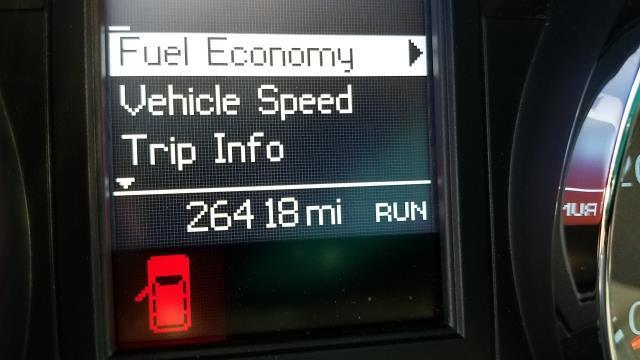 Fuel Economy
Vehicle Speed
Trip Info
26418 mi RUN